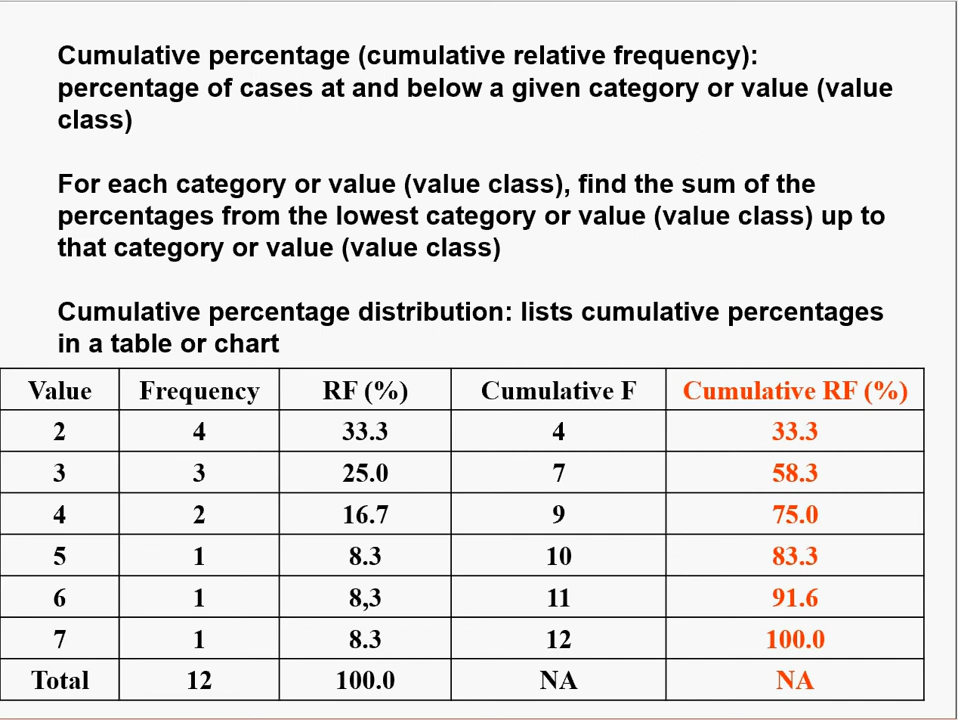 Cumulative percentage (cumulative relative frequency):
percentage of cases at and below a given category or value (value
class)
For each category or value (value class), find the sum of the
percentages from the lowest category or value (value class) up to
that category or value (value class)
Cumulative percentage distribution: lists cumulative percentages
in a table or chart
Value Frequency RF (%) Cumulative F Cumulative RF (%)
2 4 33.3 4 33.3
3 3 25.0 7 58.3
4 2 16.7 9 75.0
5 1 8.3 10 83.3
6 1 8,3 11 91.6
7 1 8.3 12 100.0
Total 12 100.0 NA NA